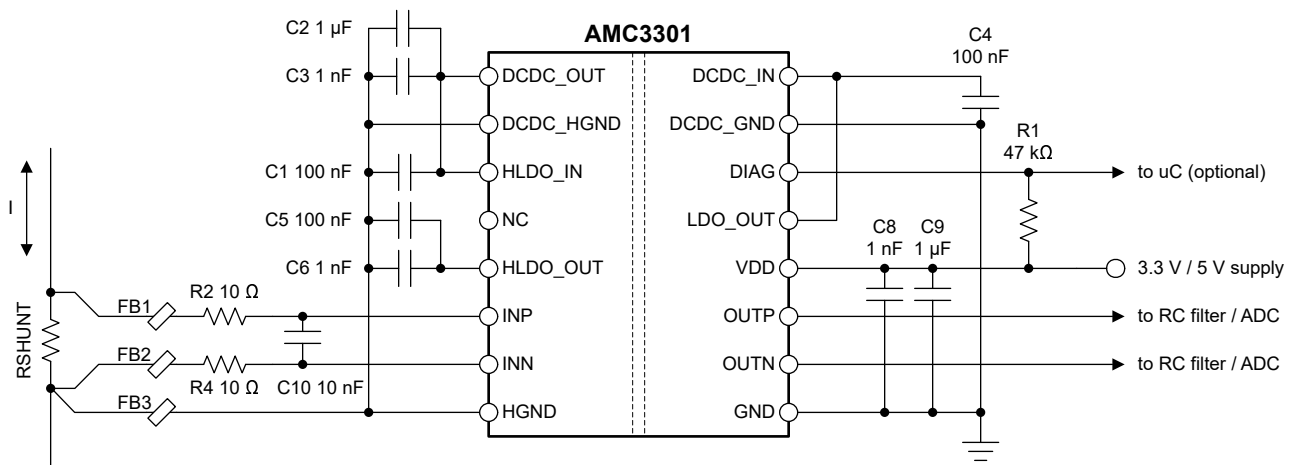 AMC3301
C2 1 µF
C3 1 nF
C1 100 nF
C5 100 nF
C6 1 nF
DCDC_OUT
DCDC_HGND
HLDO_IN
NC
HLDO_OUT
INP
INN
HGND
DCDC_IN
DCDC_GND
DIAG
LDO_OUT
VDD
OUTP
OUTN
GND
C4
100 nF
R1
47 kΩ
to uC (optional)
C8
1 nF
C9
1 µF
3.3 V / 5 V supply
to RC filter / ADC
to RC filter / ADC
I
RSHUNT
FB1
R2 10 Ω
FB2
R4 10 Ω
C10 10 nF
FB3